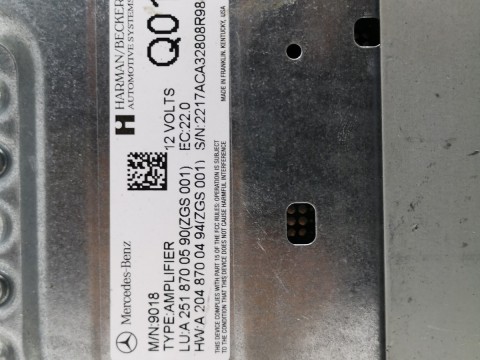 Mercedes-Benz
HARMAN/BECKER
AUTOMOTIVE SYSTEMS
M/N:9018
TYPE:AMPLIFIER
12 VOLTS
LU:A 251 870 05 90(ZGS 001)
EC:22.0
HW:A 204 870 04 94(ZGS 001)
S/N:2217ACA32808R98
THIS DEVICE COMPLIES WITH PART 15 OF THE FCC RULES: OPERATION IS SUBJECT
TO THE CONDITION THAT THIS DEVICE DOES NOT CAUSE HARMFUL INTERFERENCE
MADE IN FRANKLIN, KENTUCKY, USA